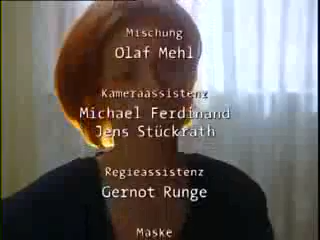 Mischung
Olaf Mehl
Kameraassistenz
Michael Ferdinand
Jens Stückrath
Regieassistenz
Gernot Runge
Maske